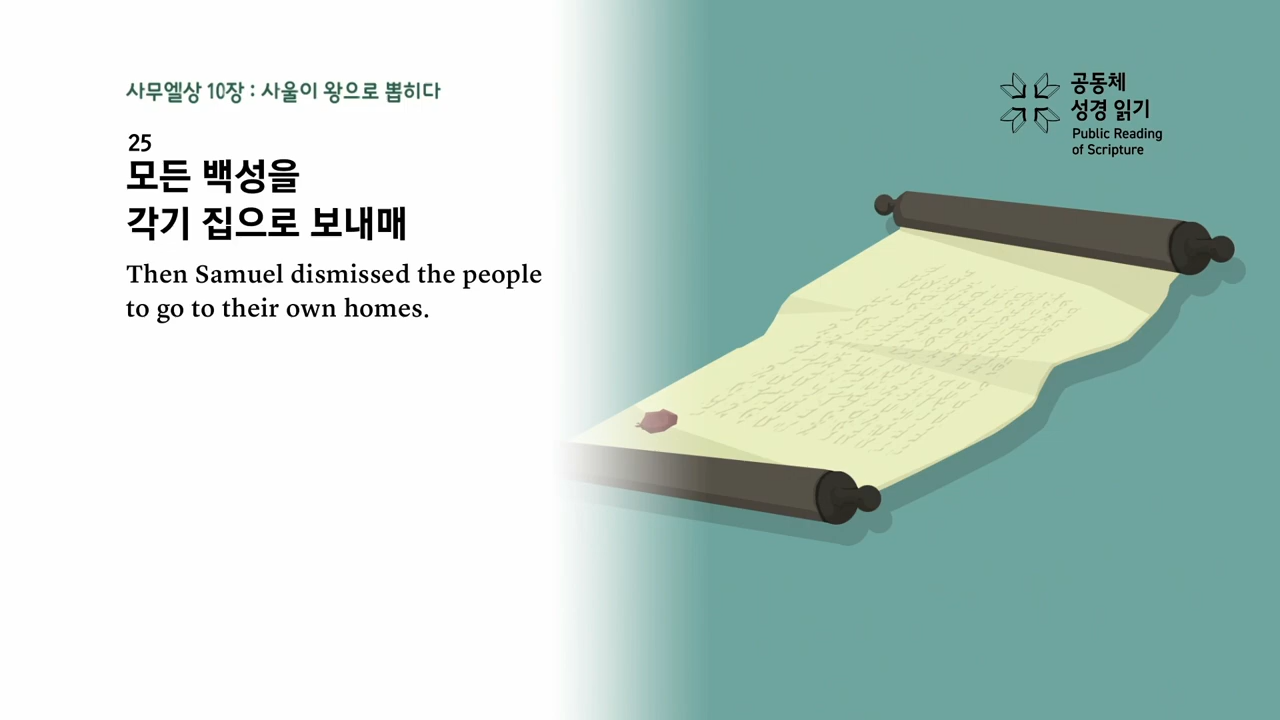 사무엘상 10장 : 사울이 왕으로 뽑히다
25
모든 백성을
각기 집으로 보내매
Then Samuel dismissed the people
to go to their own homes.
공동체
성경 읽기
Public Reading
of Scripture